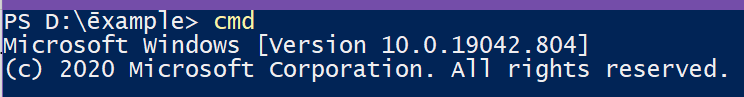 PS D:\ēxample> cmd
Microsoft Windows [Version 10.0.19042.804]
(c) 2020 Microsoft Corporation. All rights reserved.